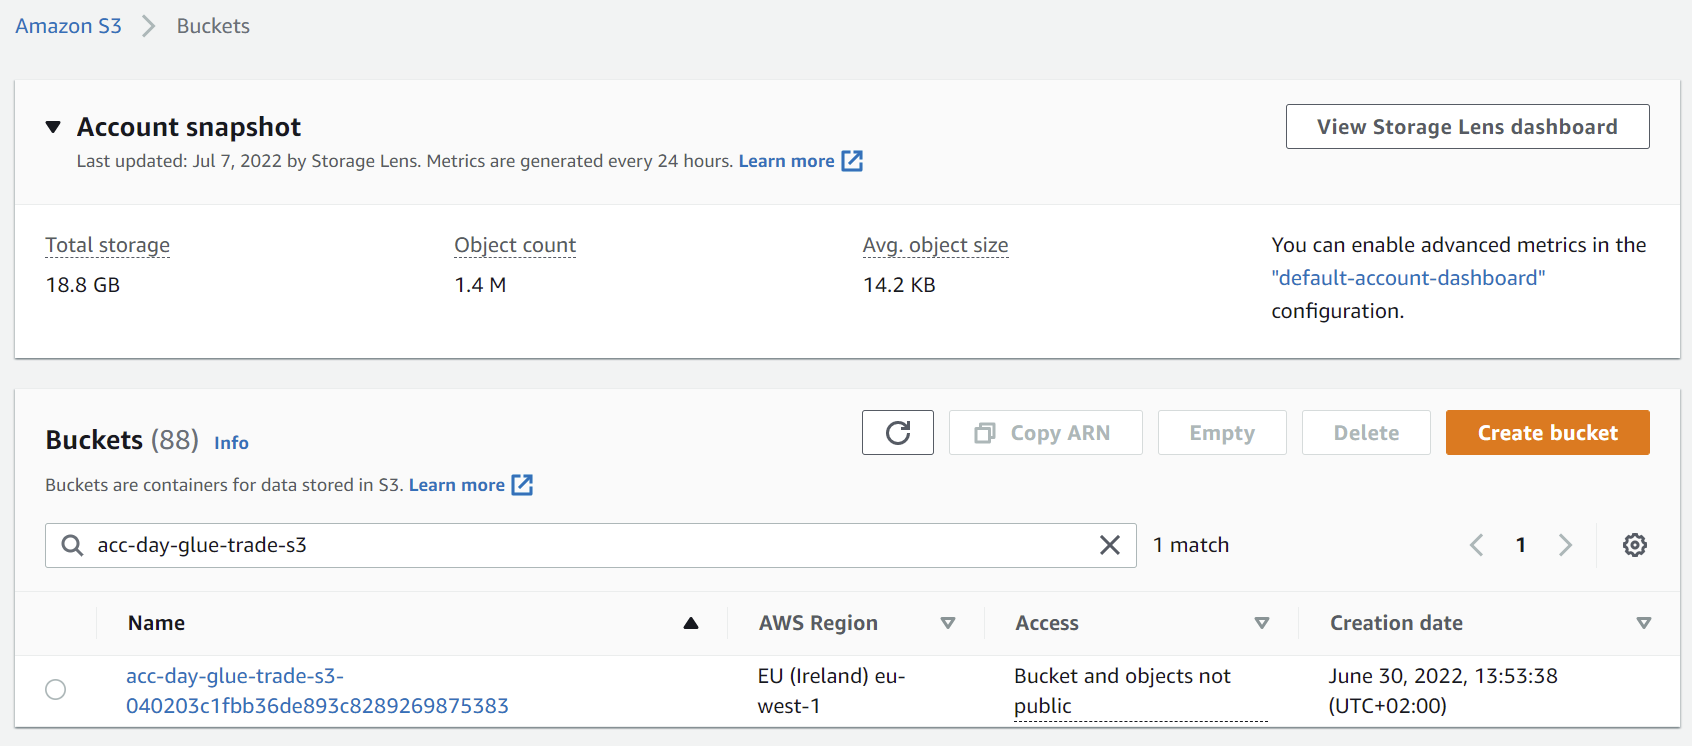 Amazon S3 > Buckets
Account snapshot
View Storage Lens dashboard
Last updated: Jul 7, 2022 by Storage Lens. Metrics are generated every 24 hours. Learn more
Total storage
18.8 GB
Object count
1.4 M
Avg. object size
14.2 KB
You can enable advanced metrics in the
"default-account-dashboard"
configuration.
Buckets (88) Info
Copy ARN
Empty
Delete
Create bucket
Buckets are containers for data stored in S3. Learn more
acc-day-glue-trade-s3
1 match
1
Name
AWS Region
Access
Creation date
acc-day-glue-trade-s3-
040203c1fbb36de893c8289269875383
EU (Ireland) eu-
west-1
Bucket and objects not
public
June 30, 2022, 13:53:38
(UTC+02:00)